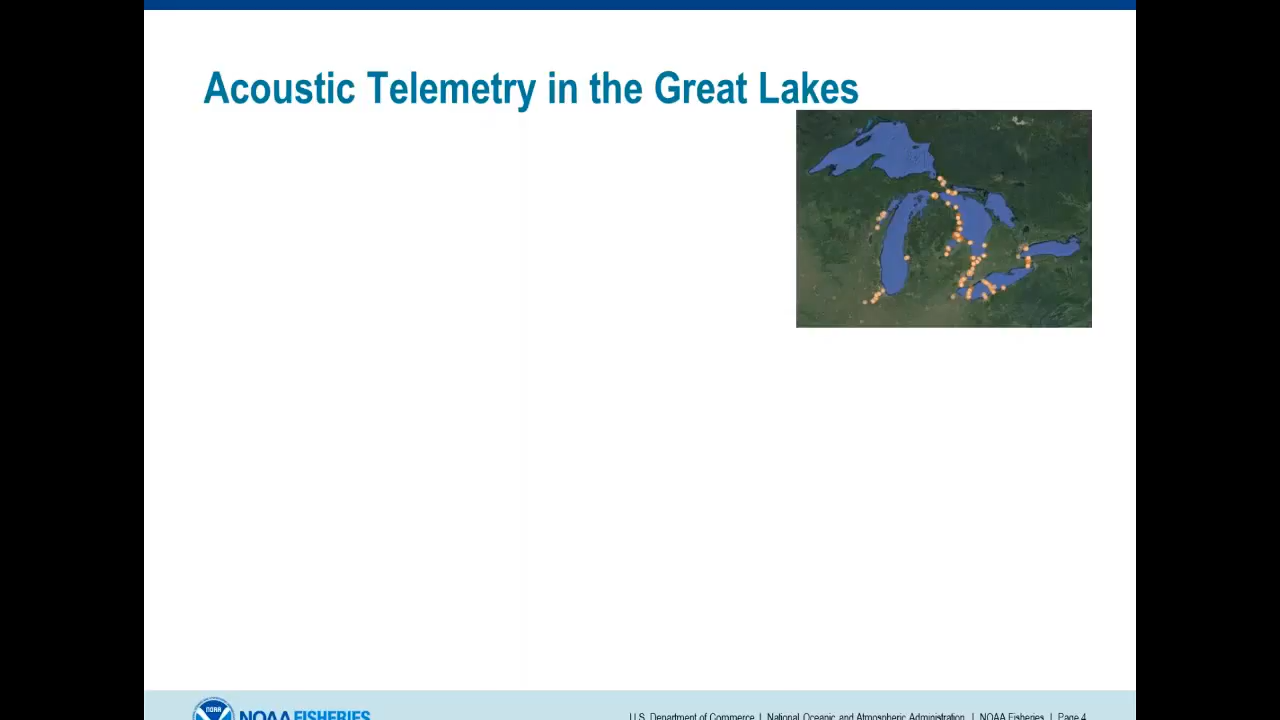 Acoustic Telemetry in the Great Lakes
NOAA
NOAA FISHERIES
U.S. Department of Commerce | National Oceanic and Atmospheric Administration | NOAA Fisheries | Page 4